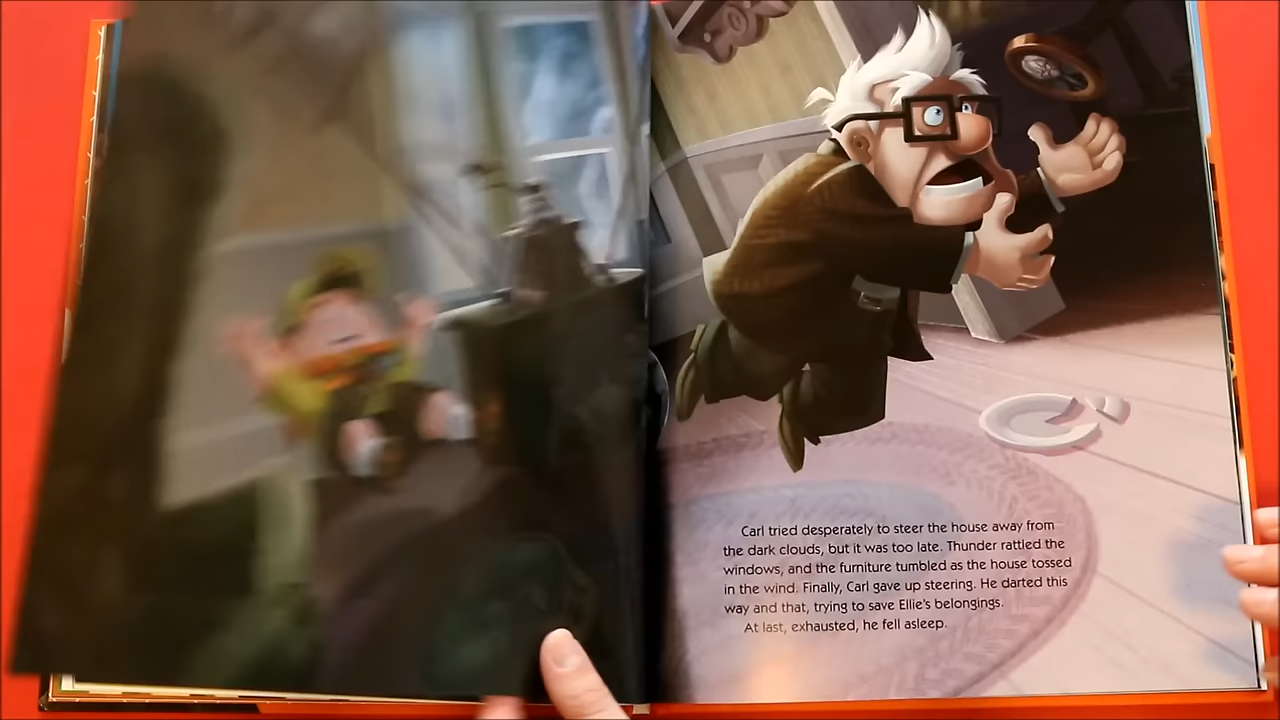 Carl tried desperately to steer the house away from
the dark clouds, but it was too late. Thunder rattled the
windows, and the furniture tumbled as the house tossed
in the wind. Finally, Carl gave up steering. He darted this
way and that, trying to save Ellie's belongings.
At last, exhausted, he fell asleep.